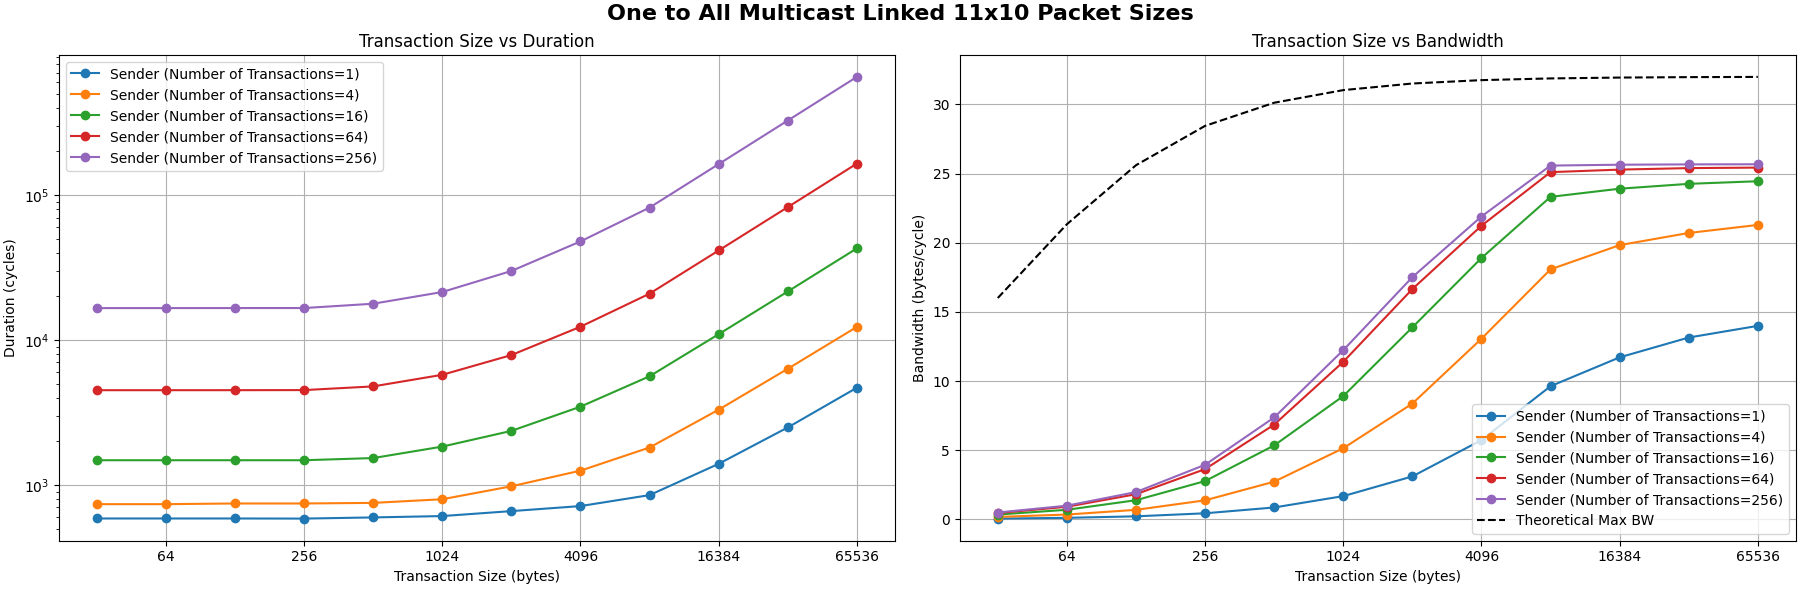 One to All Multicast Linked 11x10 Packet Sizes
Transaction Size vs Duration
Sender (Number of Transactions=1)
Sender (Number of Transactions=4)
Sender (Number of Transactions=16)
Sender (Number of Transactions=64)
Sender (Number of Transactions=256)
Duration (cycles)
10^5
10^4
10^3
64
256
1024
4096
16384
65536
Transaction Size (bytes)
Transaction Size vs Bandwidth
Bandwidth (bytes/cycle)
30
25
20
15
10
5
0
Sender (Number of Transactions=1)
Sender (Number of Transactions=4)
Sender (Number of Transactions=16)
Sender (Number of Transactions=64)
Sender (Number of Transactions=256)
Theoretical Max BW
64
256
1024
4096
16384
65536
Transaction Size (bytes)